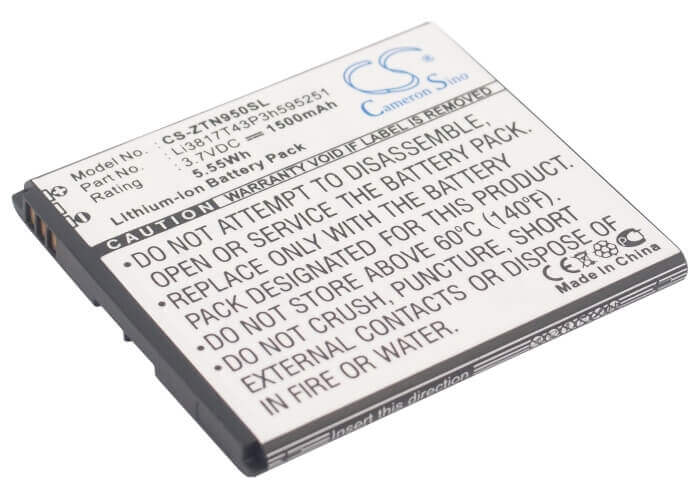 CS
Cameron Sino
Model No.: CS-ZTN950SL
Part No.: Li3817T43P3h595251
Rating: 3.7VDC ⎓ 1500mAh
5.55Wh
Lithium-Ion Battery Pack
CAUTION WARRANTY VOID IF LABEL IS REMOVED
•DO NOT ATTEMPT TO DISASSEMBLE,
OPEN OR SERVICE THE BATTERY PACK
•REPLACE ONLY WITH THE BATTERY
PACK DESIGNATED FOR THIS DEVICE
•DO NOT STORE ABOVE 60°C (140°F)
•DO NOT CRUSH, PUNCTURE, SHORT
EXTERNAL CONTACTS, OR DISPOSE
IN FIRE OR WATER
CE
Made in China